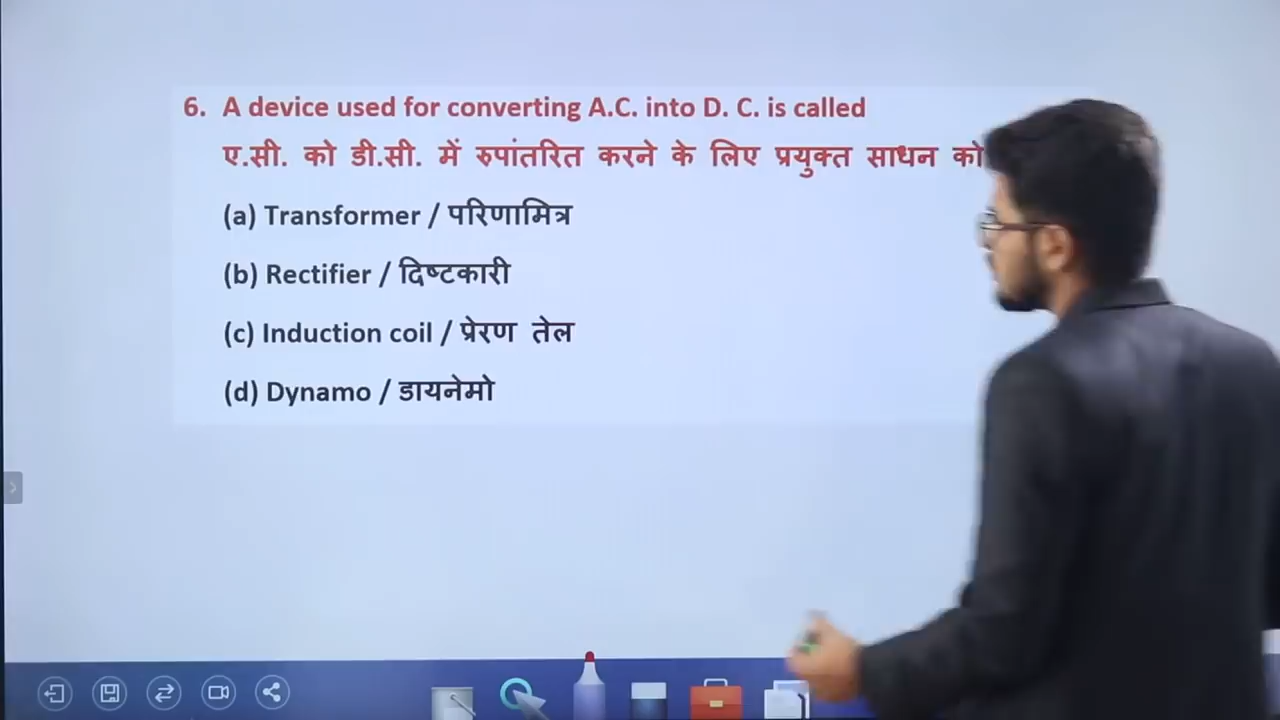 6. A device used for converting A.C. into D. C. is called
ए.सी. को डी.सी. में रुपांतरित करने के लिए प्रयुक्त साधन को
(a) Transformer / परिणामित्र
(b) Rectifier / दिष्टकारी
(c) Induction coil / प्रेरण तेल
(d) Dynamo / डायनेमो